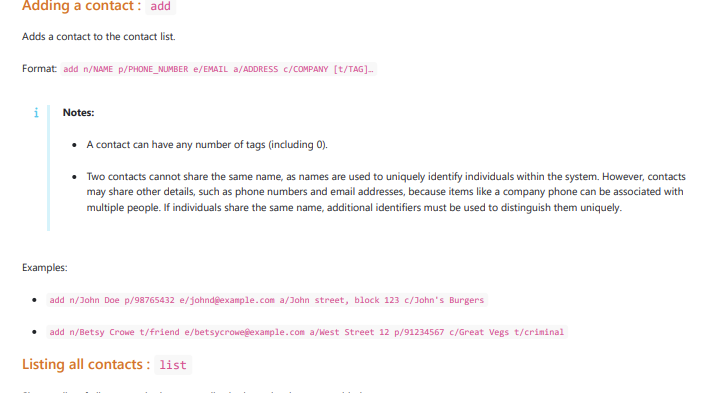 Adding a contact : add
Adds a contact to the contact list.
Format: add n/NAME p/PHONE_NUMBER e/EMAIL a/ADDRESS c/COMPANY [t/TAG]…
i Notes:
• A contact can have any number of tags (including 0).
• Two contacts cannot share the same name, as names are used to uniquely identify individuals within the system. However, contacts
may share other details, such as phone numbers and email addresses, because items like a company phone can be associated with
multiple people. If individuals share the same name, additional identifiers must be used to distinguish them uniquely.
Examples:
• add n/John Doe p/98765432 e/johnd@example.com a/John street, block 123 c/John's Burgers
• add n/Betsy Crowe t/friend e/betsycrowe@example.com a/West Street 12 p/91234567 c/Great Vegs t/criminal
Listing all contacts : list